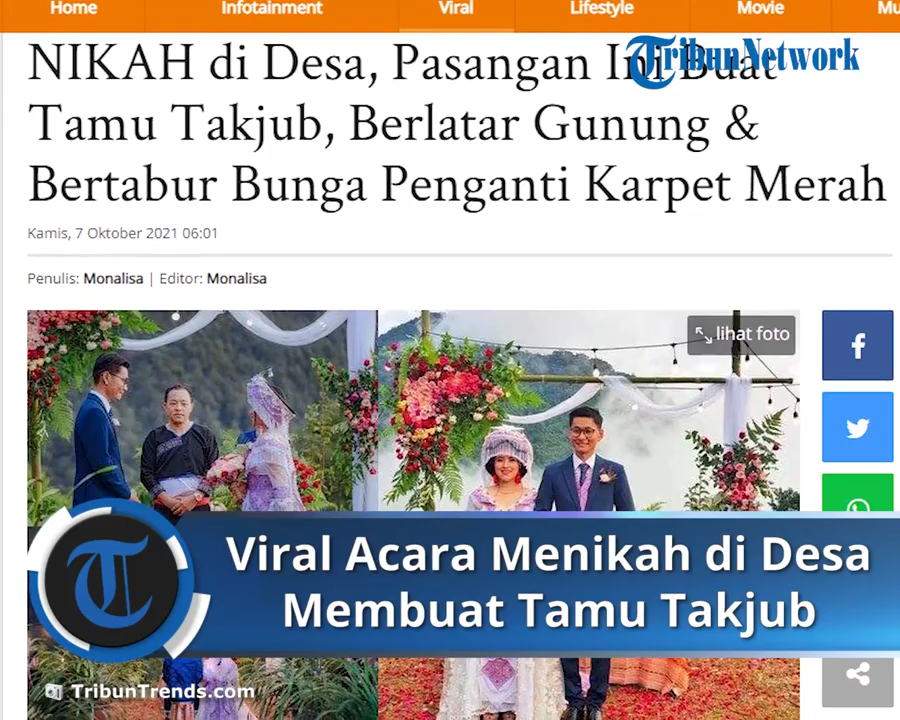 Home Infotainment Viral Lifestyle Movie Mu
TribunNetwork
NIKAH di Desa, Pasangan Ini Buat
Tamu Takjub, Berlatar Gunung &
Bertabur Bunga Penganti Karpet Merah
Kamis, 7 Oktober 2021 06:01
Penulis: Monalisa | Editor: Monalisa
lihat foto
Viral Acara Menikah di Desa
Membuat Tamu Takjub
TribunTrends.com